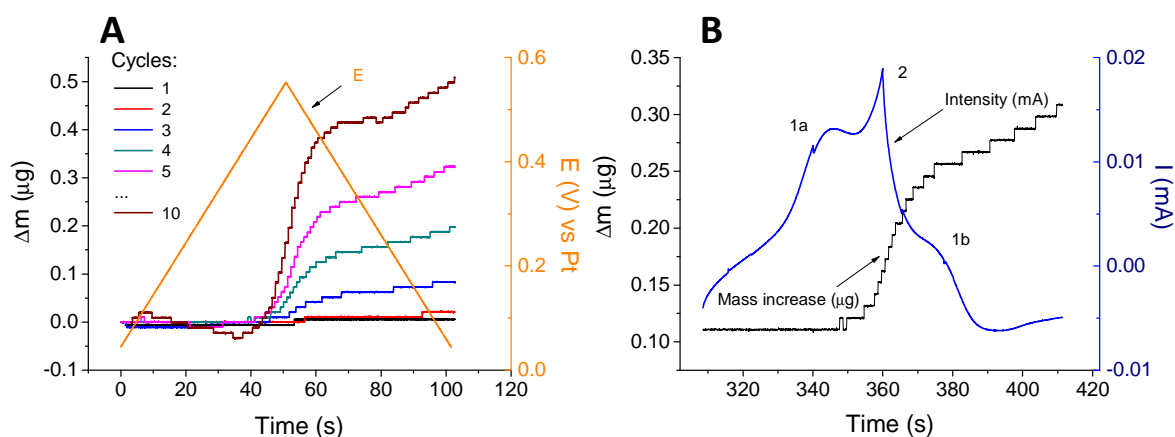 A
Cycles:
1
2
3
4
5
...
10
E
0.5
0.4
0.3
0.2
0.1
0.0
-0.1
Δm (μg)
0 20 40 60 80 100 120
Time (s)
0.6
0.4
0.2
0.0
E (V) vs Pt
B
1a
2
Intensity (mA)
1b
Mass increase (μg)
0.35
0.30
0.25
0.20
0.15
0.10
Δm (μg)
320 340 360 380 400 420
Time (s)
0.02
0.01
0.00
-0.01
I (mA)